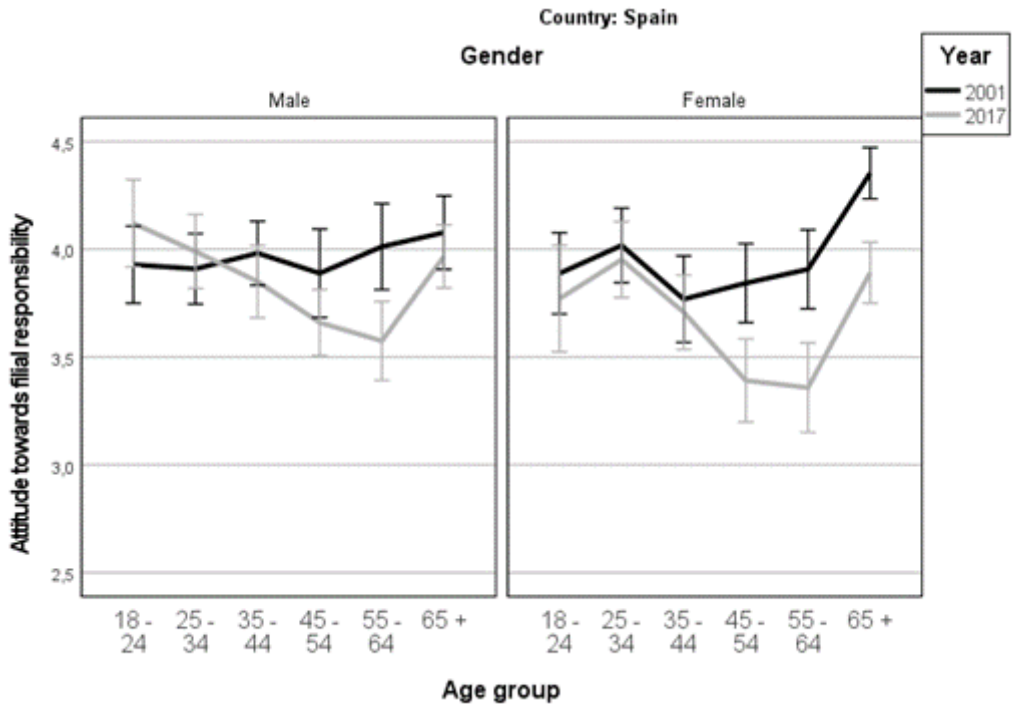 Country: Spain
Gender
Year
2001
2017
Male
Female
4,5
4,0
3,5
3,0
2,5
Attitude towards filial responsibility
18 - 24
25 - 34
35 - 44
45 - 54
55 - 64
65 +
18 - 24
25 - 34
35 - 44
45 - 54
55 - 64
65 +
Age group